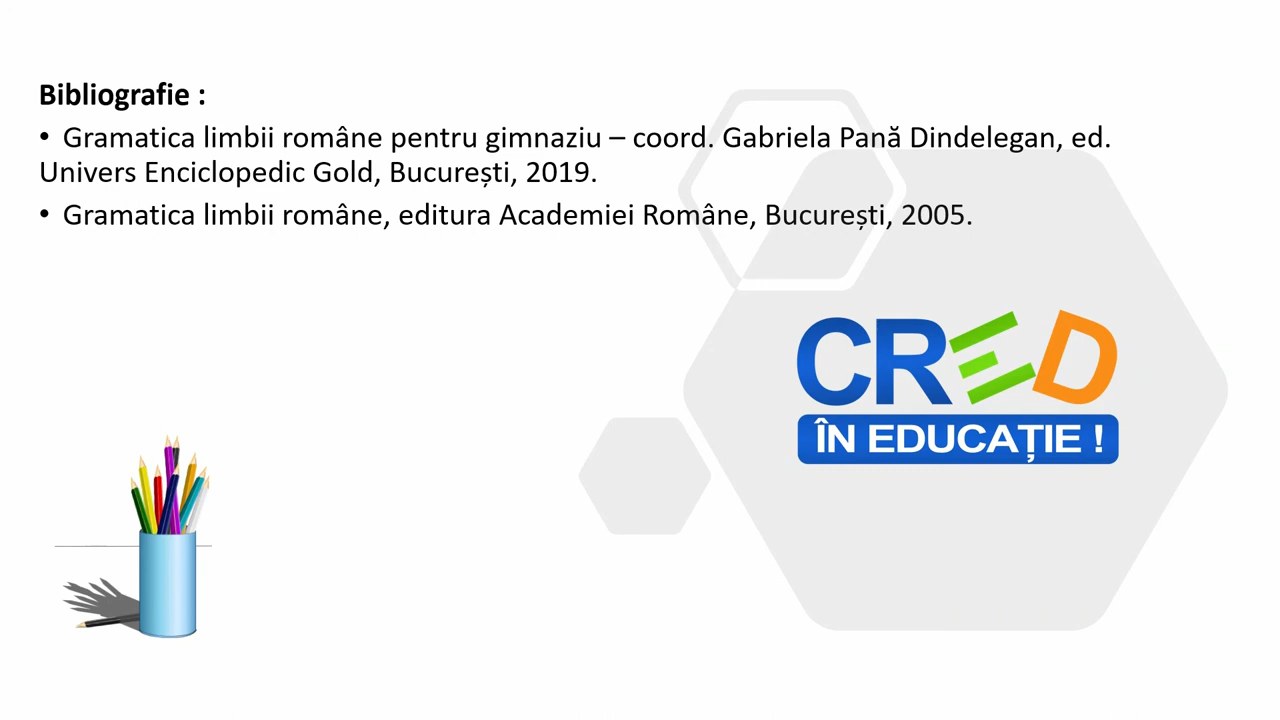 Bibliografie :
• Gramatica limbii române pentru gimnaziu – coord. Gabriela Pană Dindelegan, ed.
Univers Enciclopedic Gold, București, 2019.
• Gramatica limbii române, editura Academiei Române, București, 2005.
CRED
ÎN EDUCAȚIE !